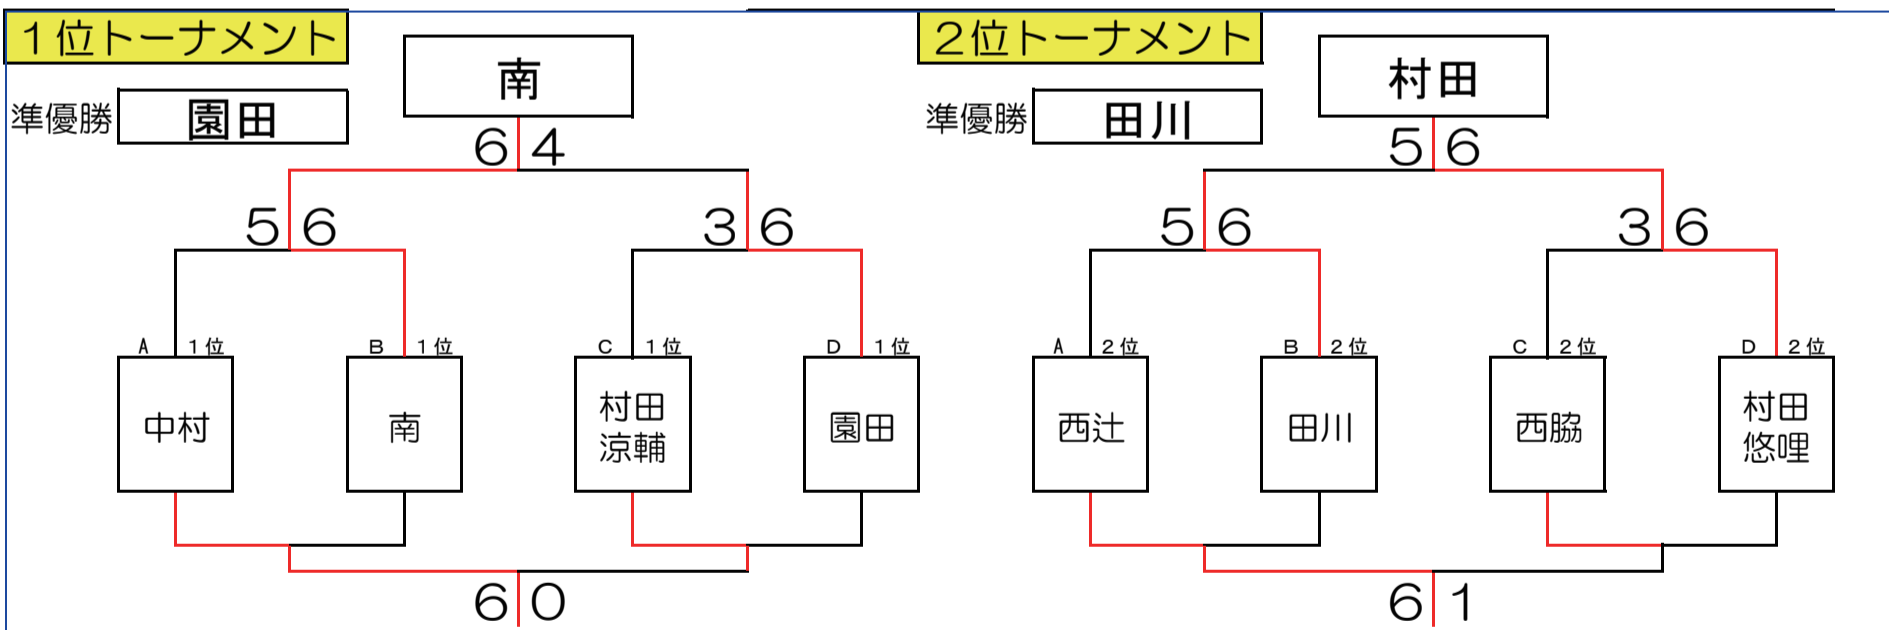 １位トーナメント
南
準優勝 園田
６ ４
５ ６
３ ６
A １位
B １位
C １位
D １位
中村
南
村田
涼輔
園田
６ ０
２位トーナメント
村田
準優勝 田川
５ ６
５ ６
３ ６
A ２位
B ２位
C ２位
D ２位
西辻
田川
西脇
村田
悠哩
６ １